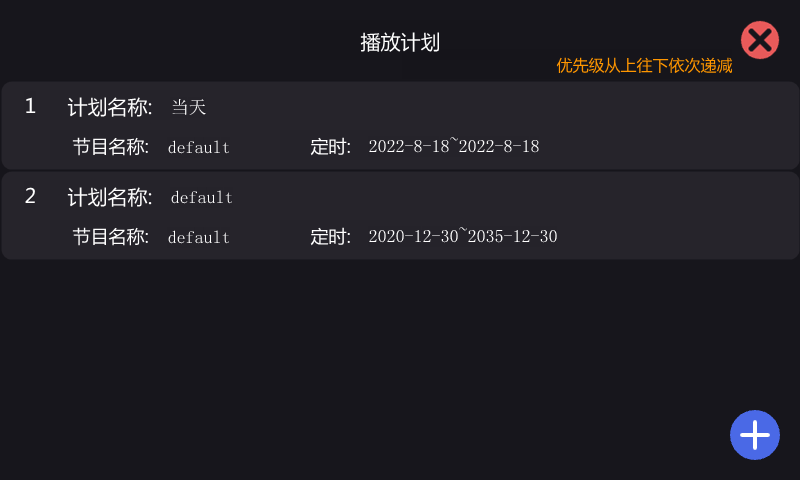 播放计划
优先级从上往下依次递减
1 计划名称: 当天
节目名称: default 定时: 2022-8-18~2022-8-18
2 计划名称: default
节目名称: default 定时: 2020-12-30~2035-12-30